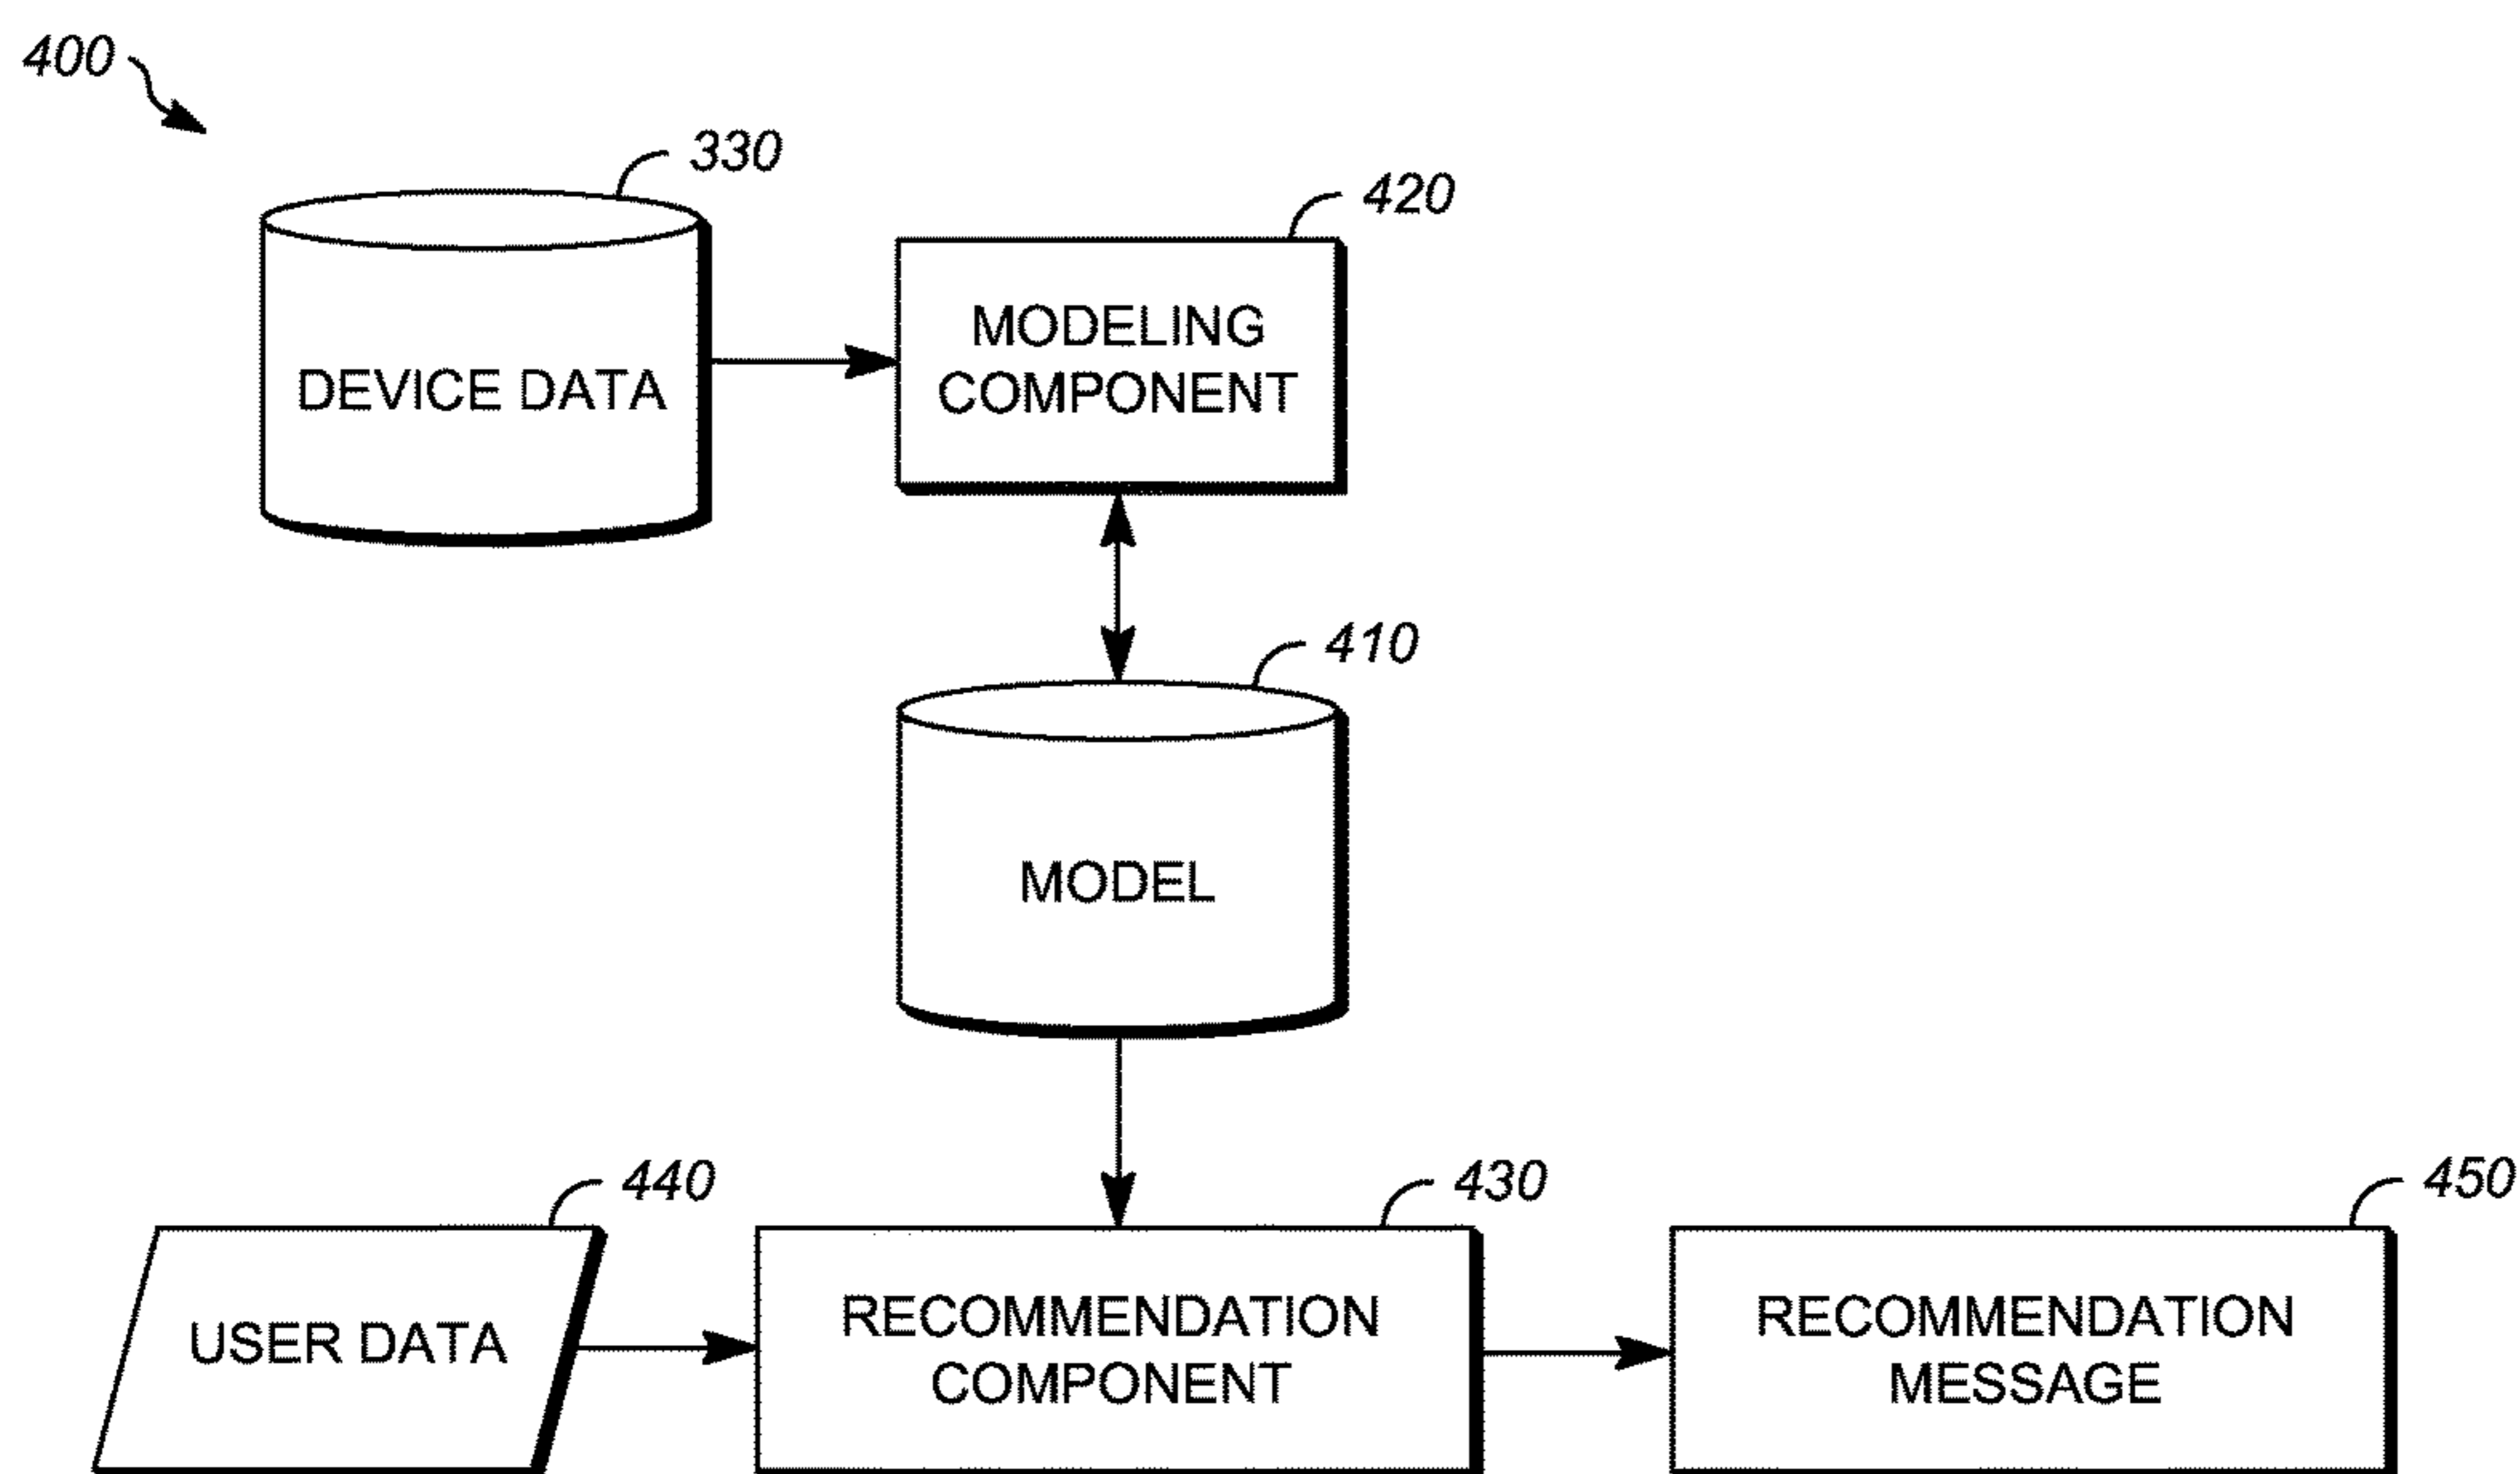 400
330
420
DEVICE DATA
MODELING
COMPONENT
410
MODEL
440
430
450
USER DATA
RECOMMENDATION
COMPONENT
RECOMMENDATION
MESSAGE